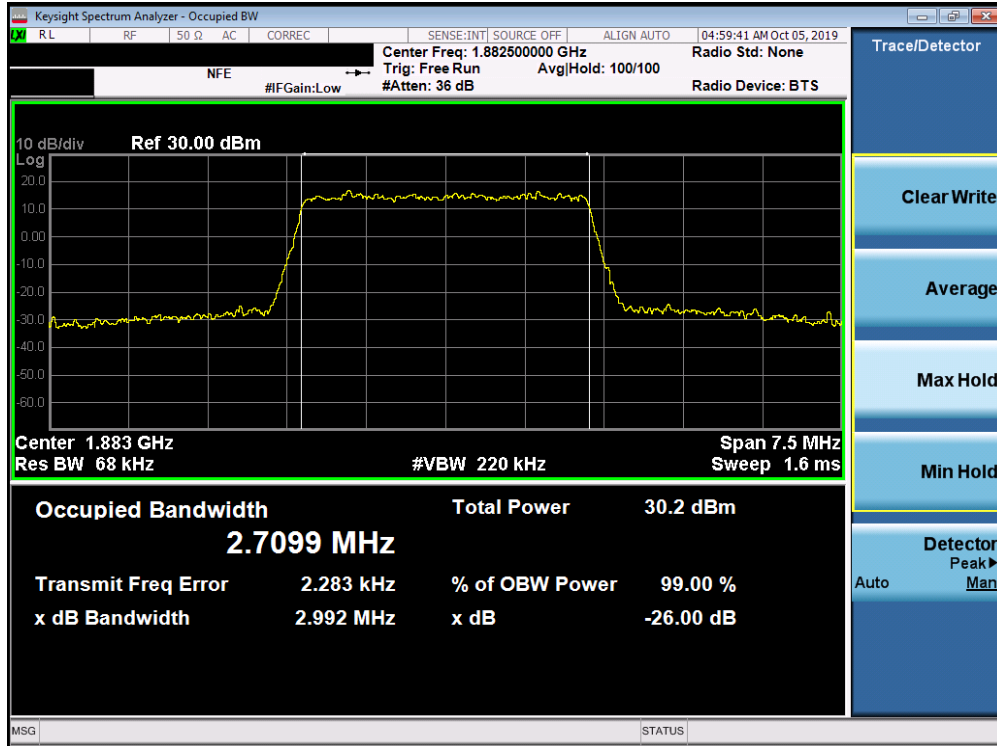 Keysight Spectrum Analyzer - Occupied BW
LXI RL RF 50 Ω AC CORREC SENSE:INT SOURCE OFF ALIGN AUTO 04:59:41 AM Oct 05, 2019
Center Freq: 1.882500000 GHz Radio Std: None
NFE Trig: Free Run Avg|Hold: 100/100
#IFGain:Low #Atten: 36 dB Radio Device: BTS
Trace/Detector
10 dB/div Ref 30.00 dBm
Log
20.0
10.0
0.00
-10.0
-20.0
-30.0
-40.0
-50.0
-60.0
Center 1.883 GHz Span 7.5 MHz
Res BW 68 kHz #VBW 220 kHz Sweep 1.6 ms
Occupied Bandwidth Total Power 30.2 dBm
2.7099 MHz
Transmit Freq Error 2.283 kHz % of OBW Power 99.00 %
x dB Bandwidth 2.992 MHz x dB -26.00 dB
Clear Write
Average
Max Hold
Min Hold
Detector
Peak▶
Auto Man
MSG STATUS